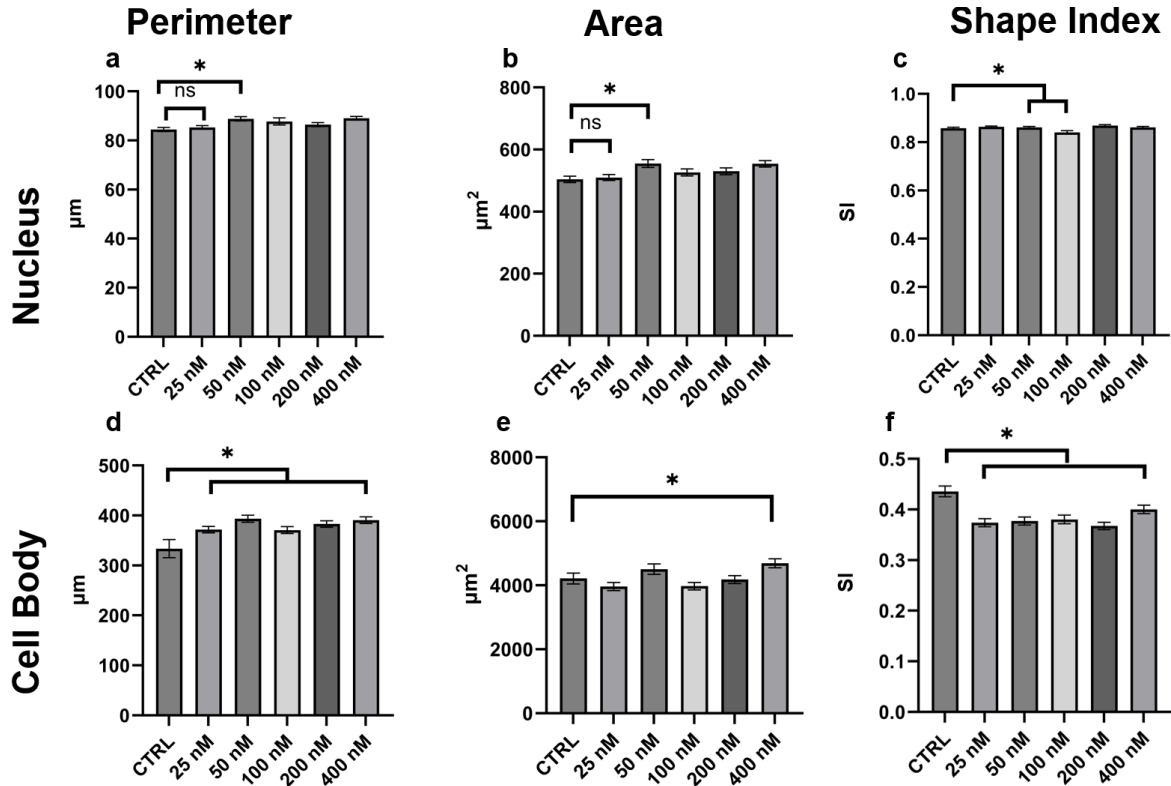 Perimeter
Area
Shape Index
Nucleus
a
*
ns
100
80
60
40
20
0
µm
CTRL
25 nM
50 nM
100 nM
200 nM
400 nM
b
*
ns
800
600
400
200
0
µm²
CTRL
25 nM
50 nM
100 nM
200 nM
400 nM
c
*
1.0
0.8
0.6
0.4
0.2
0.0
SI
CTRL
25 nM
50 nM
100 nM
200 nM
400 nM
Cell Body
d
*
500
400
300
200
100
0
µm
CTRL
25 nM
50 nM
100 nM
200 nM
400 nM
e
*
8000
6000
4000
2000
0
µm²
CTRL
25 nM
50 nM
100 nM
200 nM
400 nM
f
*
0.5
0.4
0.3
0.2
0.1
0.0
SI
CTRL
25 nM
50 nM
100 nM
200 nM
400 nM